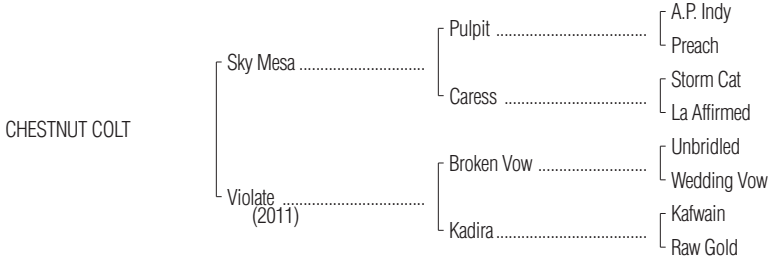 A.P. Indy
Pulpit ......................................
Preach
Sky Mesa ................................
Storm Cat
Caress ....................................
La Affirmed
CHESTNUT COLT
Unbridled
Broken Vow ...........................
Wedding Vow
Violate ....................................
(2011)
Kafwain
Kadira ......................................
Raw Gold